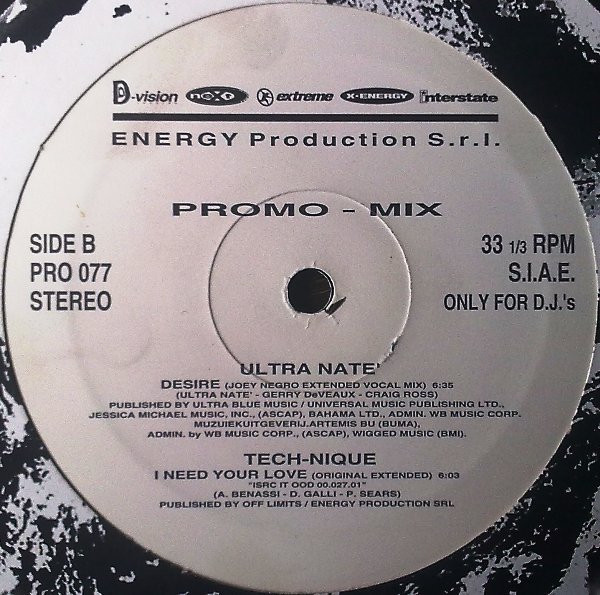 D-vision nexo extreme X-ENERGY interstate
ENERGY Production S.r.l.
PROMO - MIX
SIDE B 33 1/3 RPM
PRO 077 S.I.A.E.
STEREO ONLY FOR D.J.'s
ULTRA NATE'
DESIRE (JOEY NEGRO EXTENDED VOCAL MIX) 6:35
(ULTRA NATE' - GERRY DeVEAUX - CRAIG ROSS)
PUBLISHED BY ULTRA BLUE MUSIC / UNIVERSAL MUSIC PUBLISHING LTD.,
JESSICA MICHAEL MUSIC, INC., (ASCAP), BAHAMA LTD., ADMIN. WB MUSIC CORP.
MUZUIEKUITGEVERIJ.ARTEMIS BU (BUMA),
ADMIN. by WB MUSIC CORP., (ASCAP), WIGGED MUSIC (BMI).
TECH-NIQUE
I NEED YOUR LOVE (ORIGINAL EXTENDED) 6:03
"ISRC IT OOD 00.027.01"
(A. BENASSI - D. GALLI - P. SEARS)
PUBLISHED BY OFF LIMITS / ENERGY PRODUCTION SRL